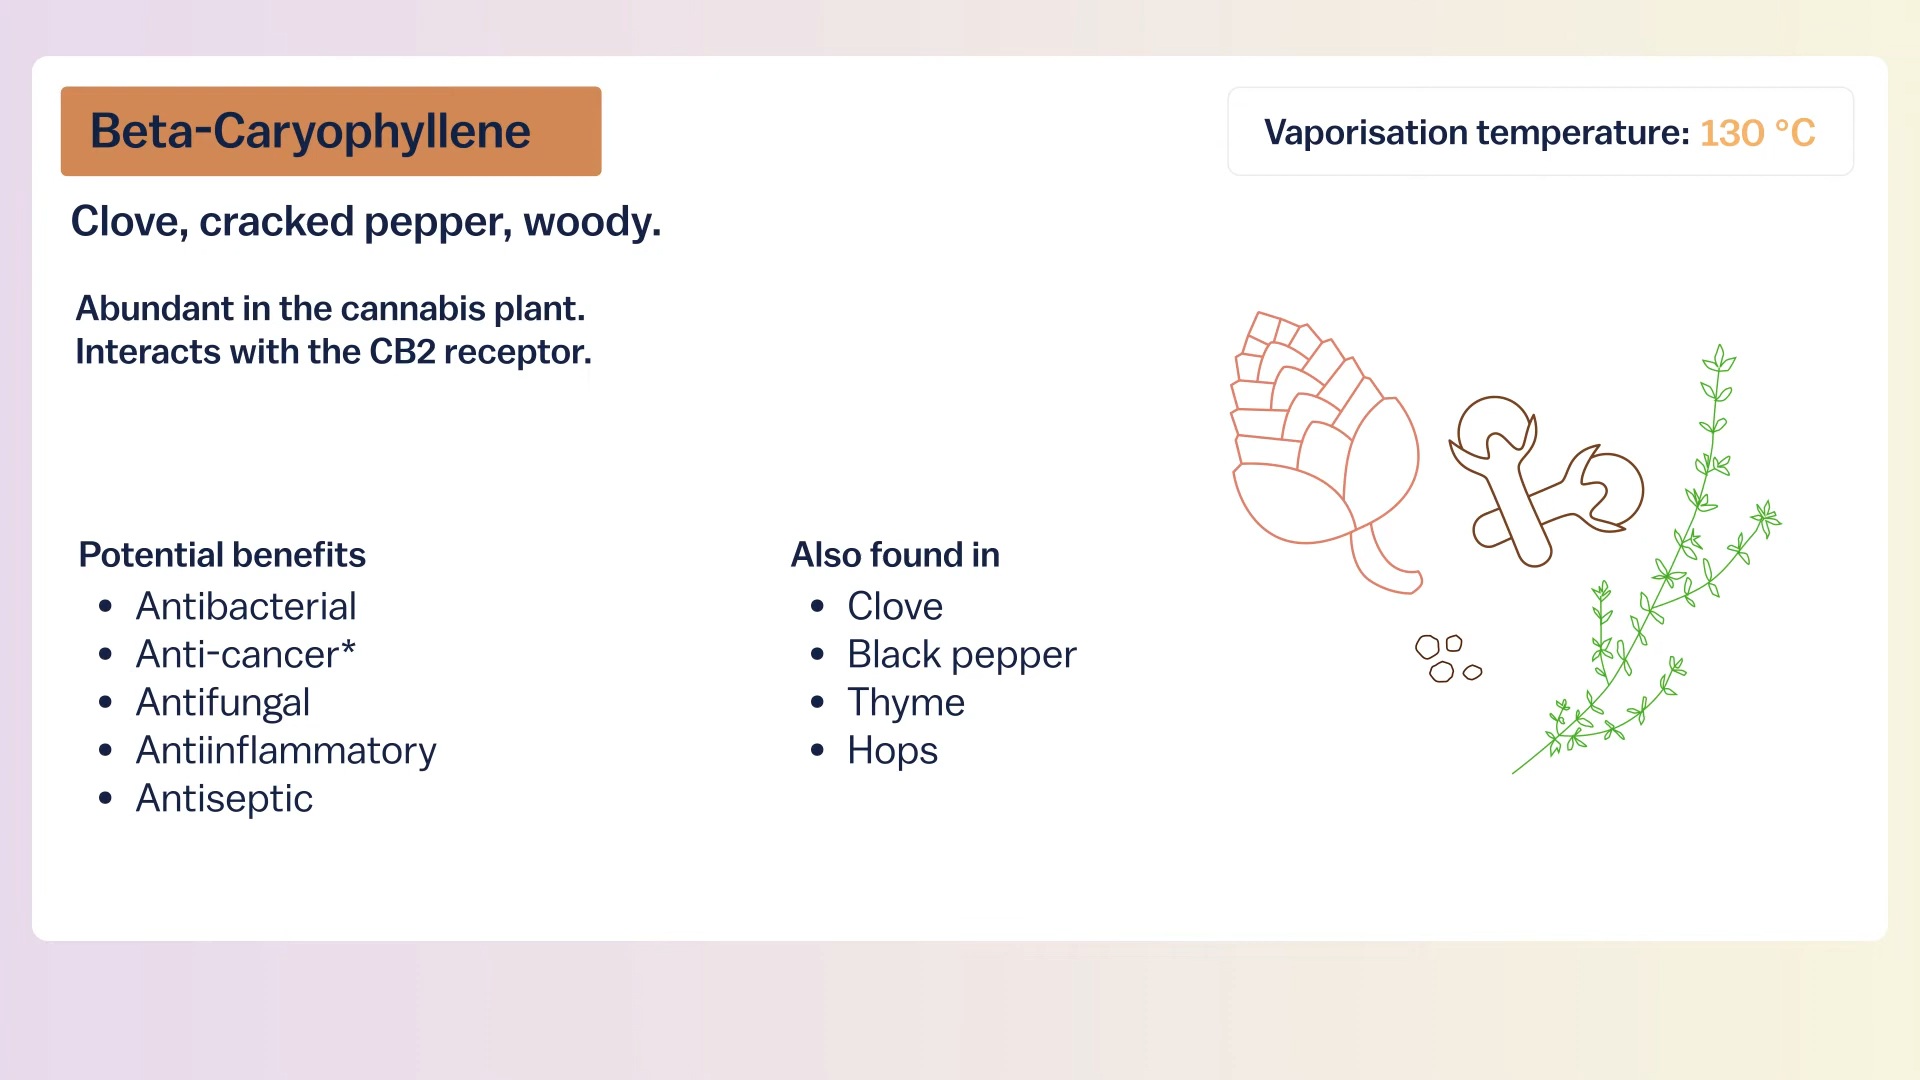 Beta-Caryophyllene
Vaporisation temperature: 130 °C
Clove, cracked pepper, woody.
Abundant in the cannabis plant.
Interacts with the CB2 receptor.
Potential benefits
• Antibacterial
• Anti-cancer*
• Antifungal
• Antiinflammatory
• Antiseptic
Also found in
• Clove
• Black pepper
• Thyme
• Hops